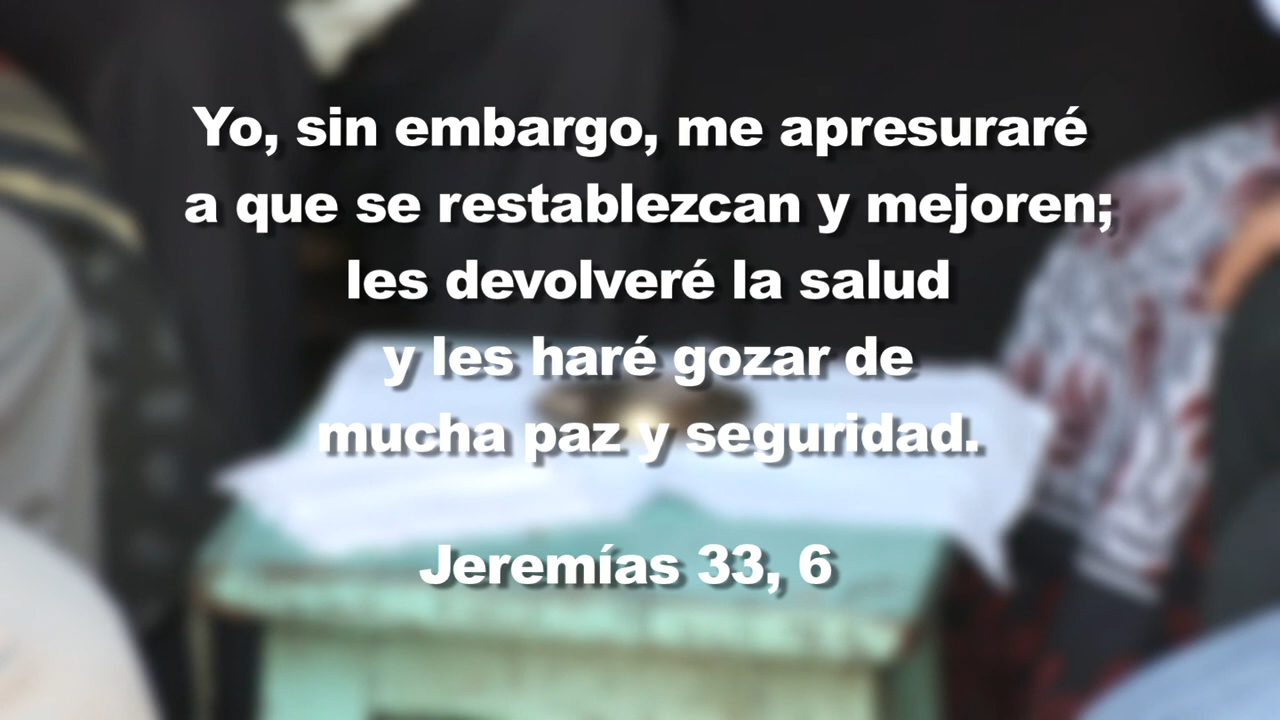 Yo, sin embargo, me apresuraré
a que se restablezcan y mejoren;
les devolveré la salud
y les haré gozar de
mucha paz y seguridad.
Jeremías 33, 6